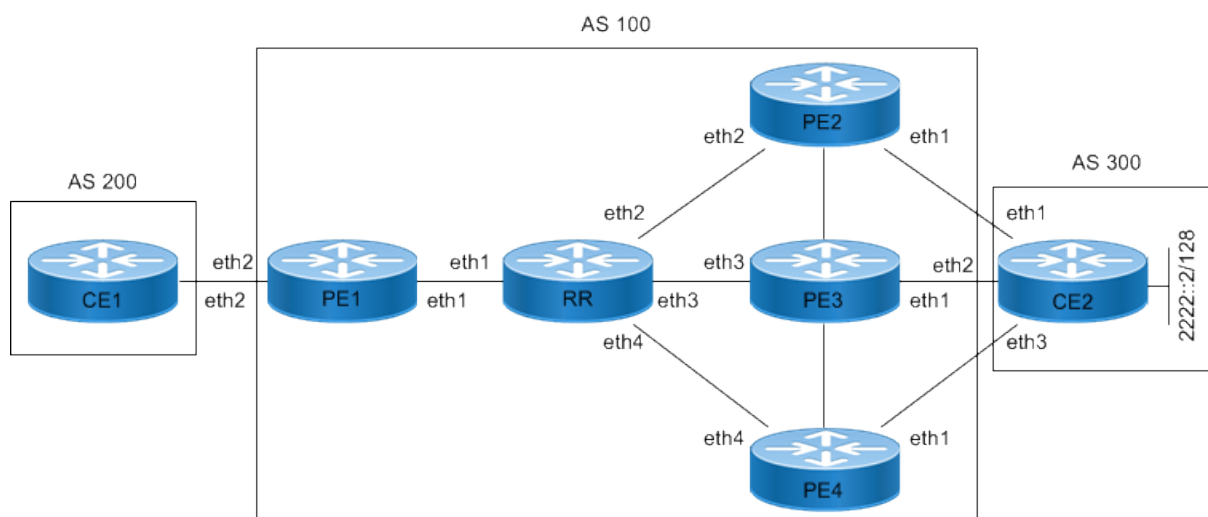 AS 100
PE2
eth2
eth1
AS 200
AS 300
eth2
eth1
eth2
eth1
eth3
eth2
CE1
PE1
RR
PE3
CE2
2222::2/128
eth2
eth1
eth3
eth1
eth4
eth3
eth4
eth1
PE4